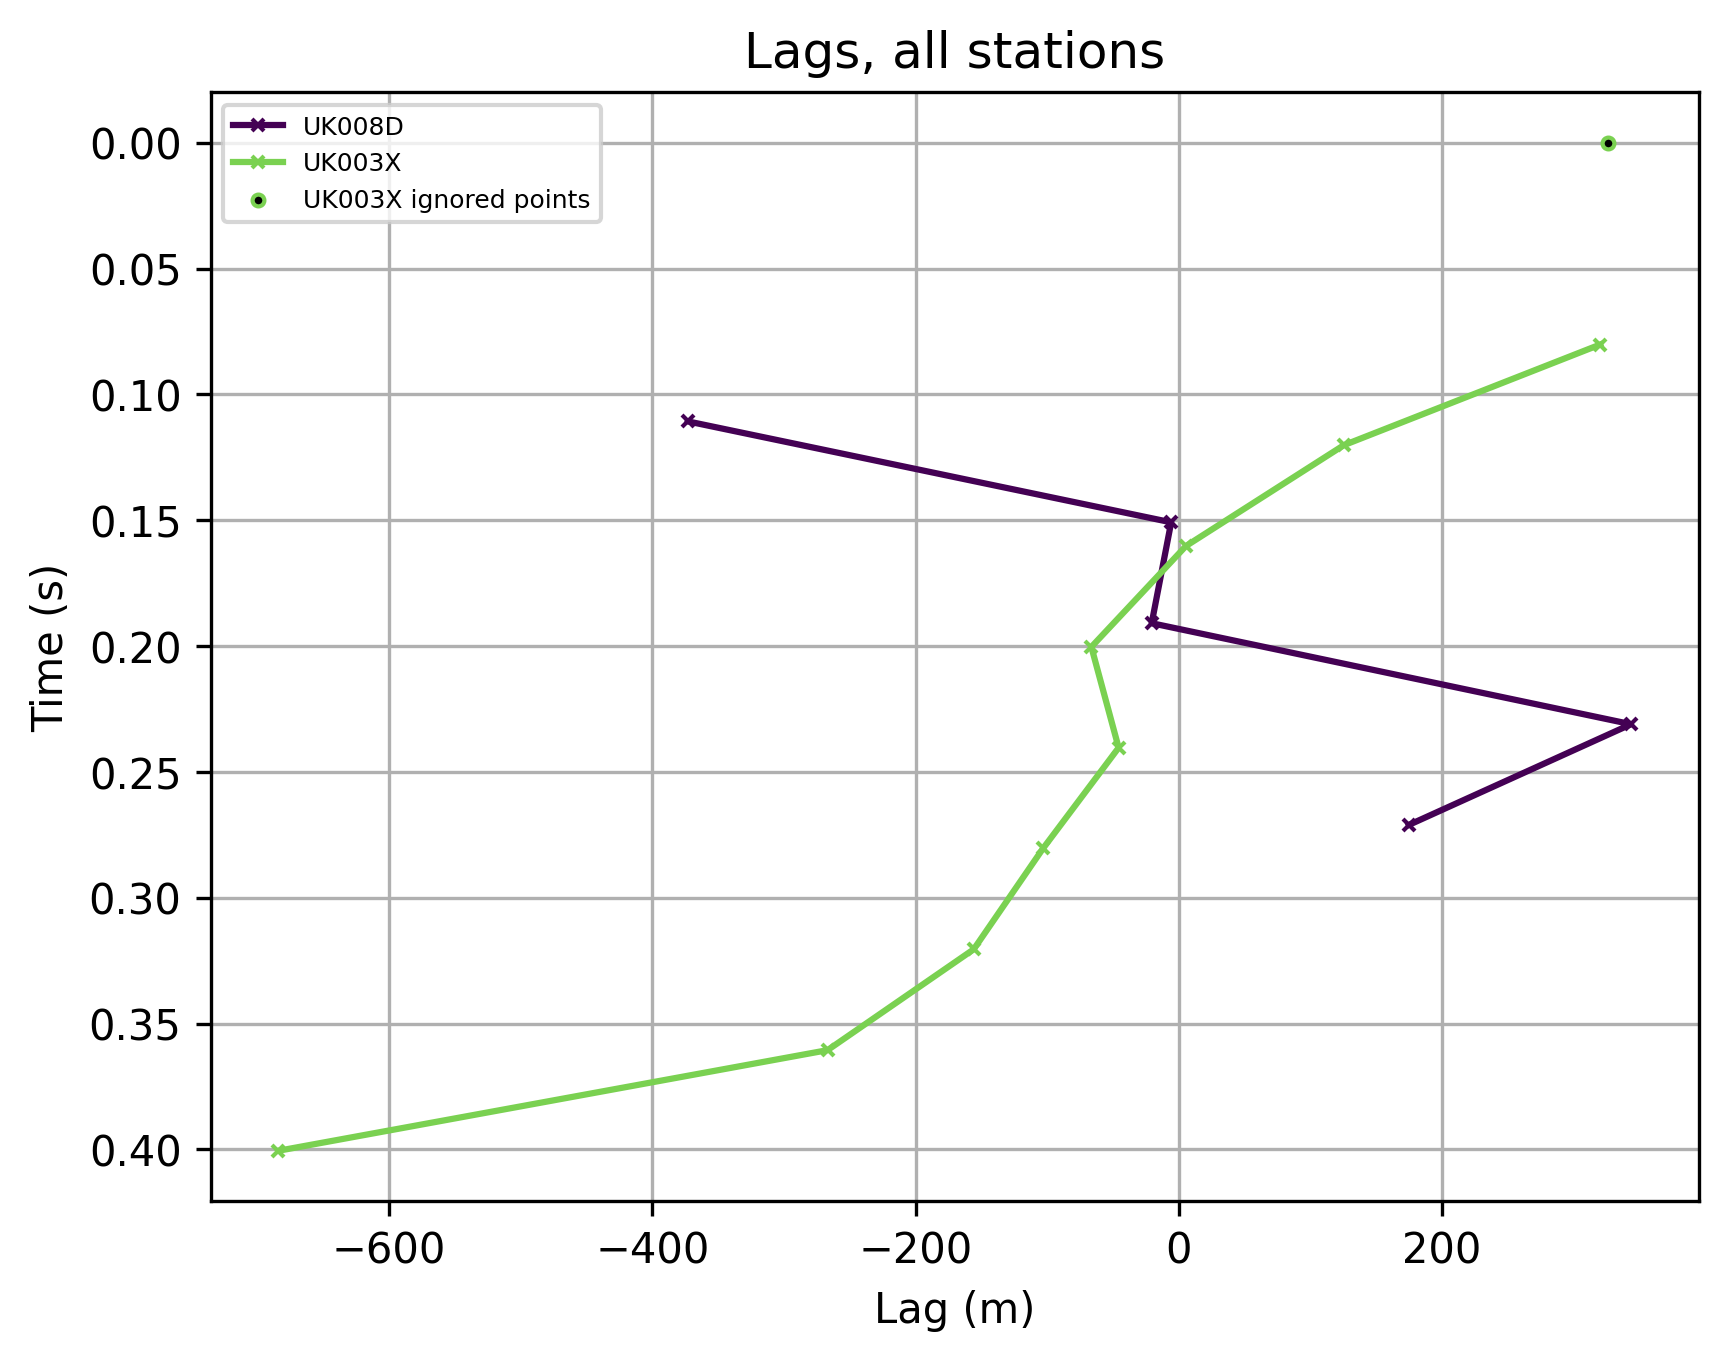 Lags, all stations
UK008D
UK003X
UK003X ignored points
0.00
0.05
0.10
0.15
0.20
0.25
0.30
0.35
0.40
Time (s)
−600 −400 −200 0 200
Lag (m)